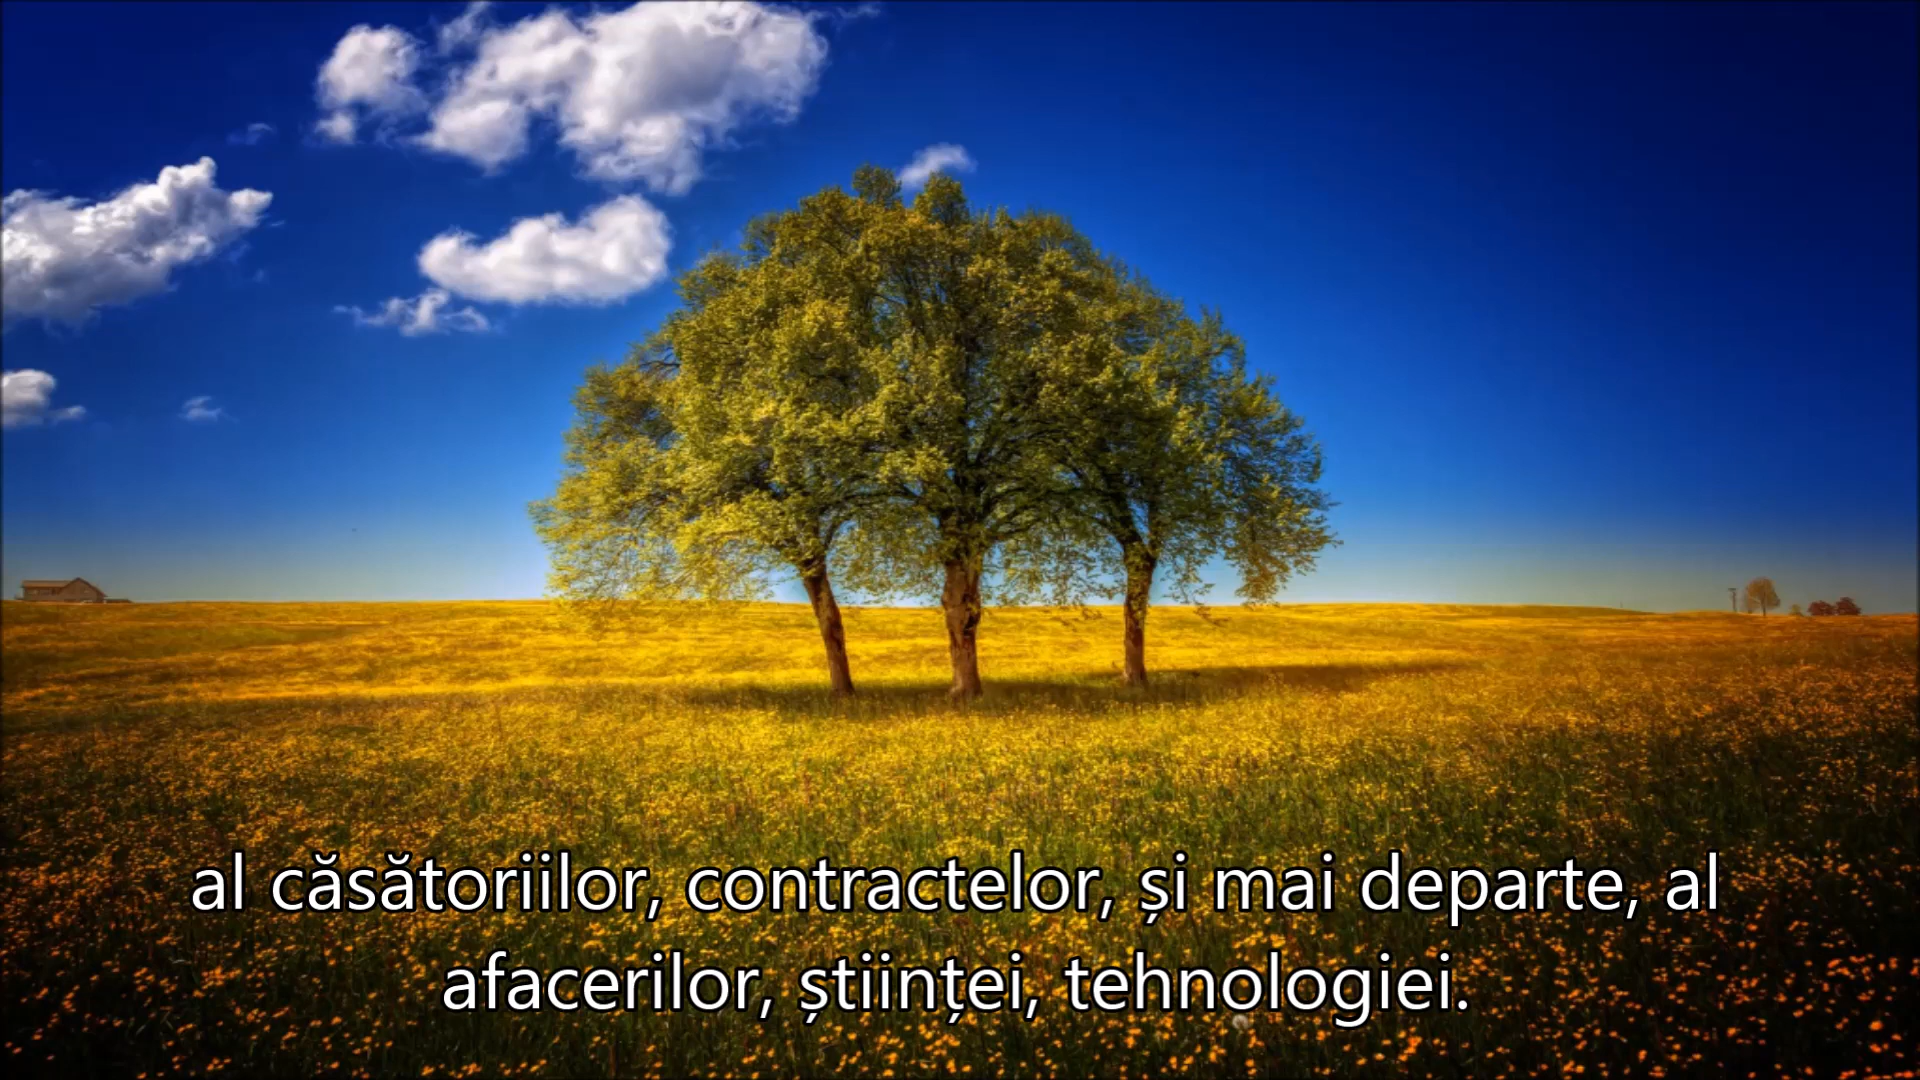 al căsătoriilor, contractelor, și mai departe, al
afacerilor, științei, tehnologiei.